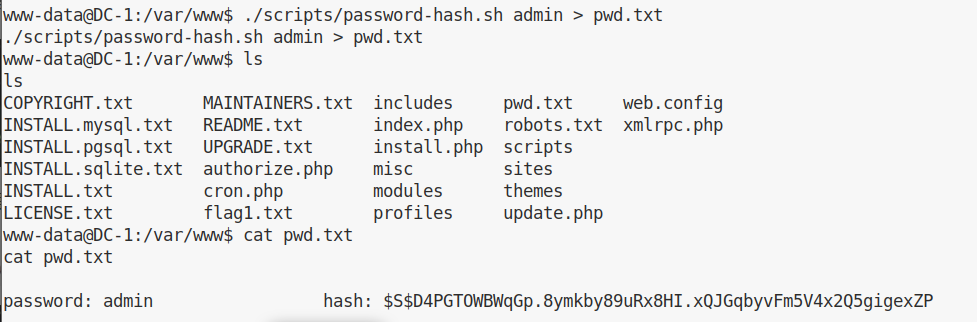 www-data@DC-1:/var/www$ ./scripts/password-hash.sh admin > pwd.txt
./scripts/password-hash.sh admin > pwd.txt
www-data@DC-1:/var/www$ ls
ls
COPYRIGHT.txt       MAINTAINERS.txt  includes     pwd.txt     web.config
INSTALL.mysql.txt   README.txt       index.php    robots.txt  xmlrpc.php
INSTALL.pgsql.txt   UPGRADE.txt      install.php  scripts
INSTALL.sqlite.txt  authorize.php    misc         sites
INSTALL.txt         cron.php         modules      themes
LICENSE.txt         flag1.txt        profiles     update.php
www-data@DC-1:/var/www$ cat pwd.txt
cat pwd.txt
password: admin                 hash: $S$D4PGTOWBWqGp.8ymkby89uRx8HI.xQJGqbyvFm5V4x2Q5gigexZP